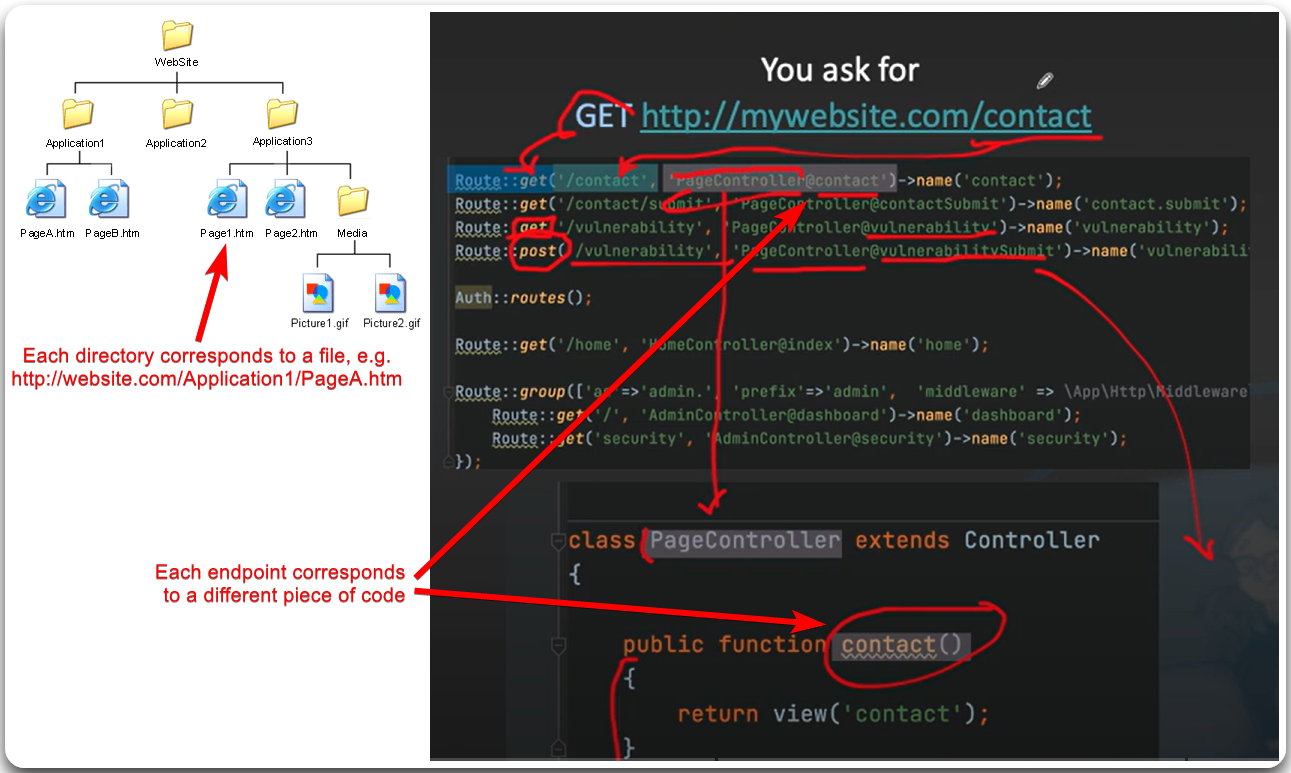 WebSite
Application1
Application2
Application3
PageA.htm
PageB.htm
Page1.htm
Page2.htm
Media
Picture1.gif
Picture2.gif
Each directory corresponds to a file, e.g.
http://website.com/Application1/PageA.htm
Each endpoint corresponds
to a different piece of code
You ask for
GET http://mywebsite.com/contact
Route::get('/contact', 'PageController@contact')->name('contact');
Route::get('/contact/submit', 'PageController@contactSubmit')->name('contact.submit');
Route::get('/vulnerability', 'PageController@vulnerability')->name('vulnerability');
Route::post('/vulnerability', 'PageController@vulnerabilitySubmit')->name('vulnerabili
Auth::routes();
Route::get('/home', 'HomeController@index')->name('home');
Route::group(['as'=>'admin.', 'prefix'=>'admin', 'middleware' => \App\Http\Middleware
Route::get('/', 'AdminController@dashboard')->name('dashboard');
Route::get('security', 'AdminController@security')->name('security');
});
class PageController extends Controller
{
public function contact()
{
return view('contact');
}